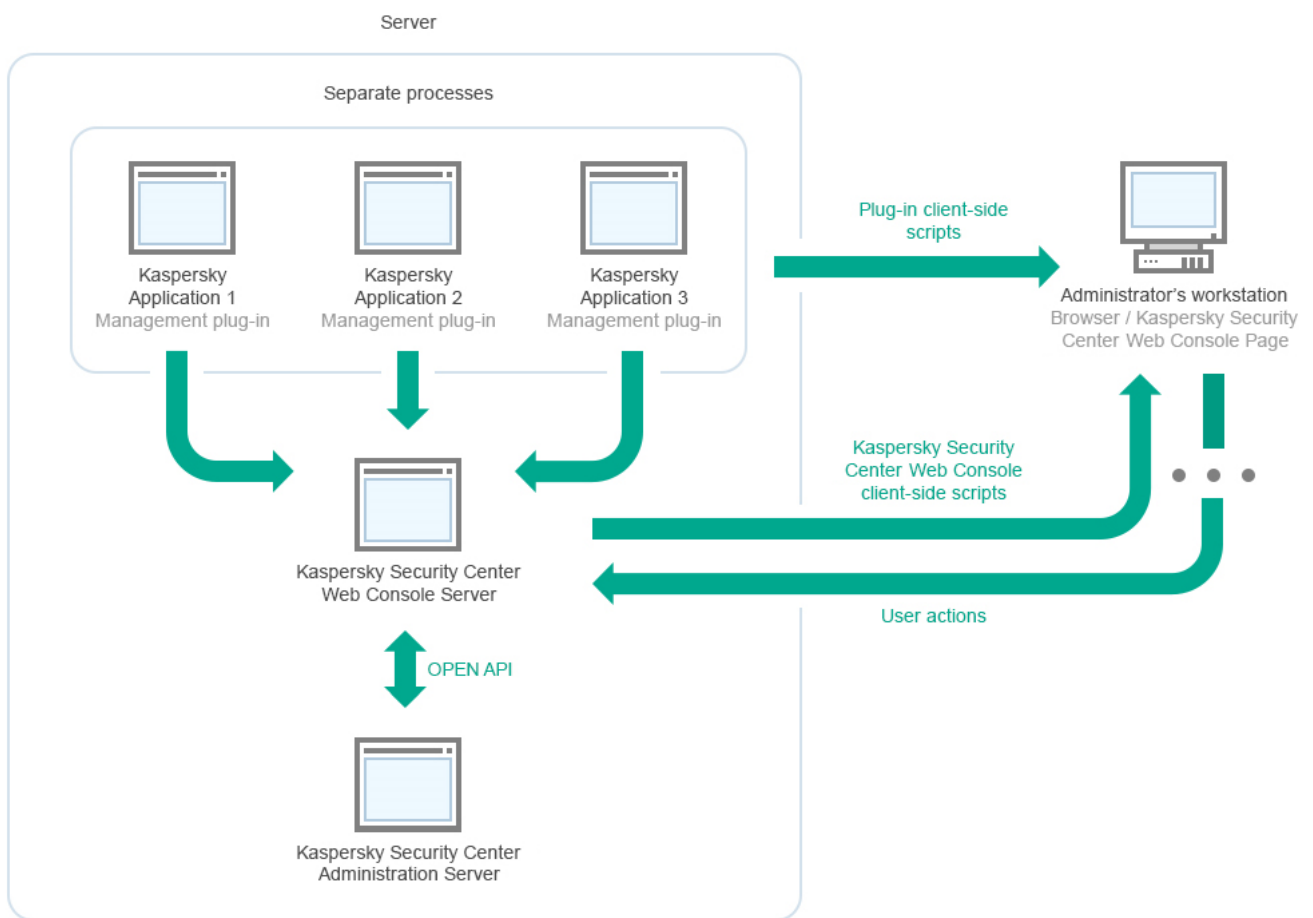 Server
Separate processes
Kaspersky
Application 1
Management plug-in
Kaspersky
Application 2
Management plug-in
Kaspersky
Application 3
Management plug-in
Plug-in client-side
scripts
Administrator's workstation
Browser / Kaspersky Security
Center Web Console Page
Kaspersky Security
Center Web Console
client-side scripts
Kaspersky Security Center
Web Console Server
User actions
OPEN API
Kaspersky Security Center
Administration Server